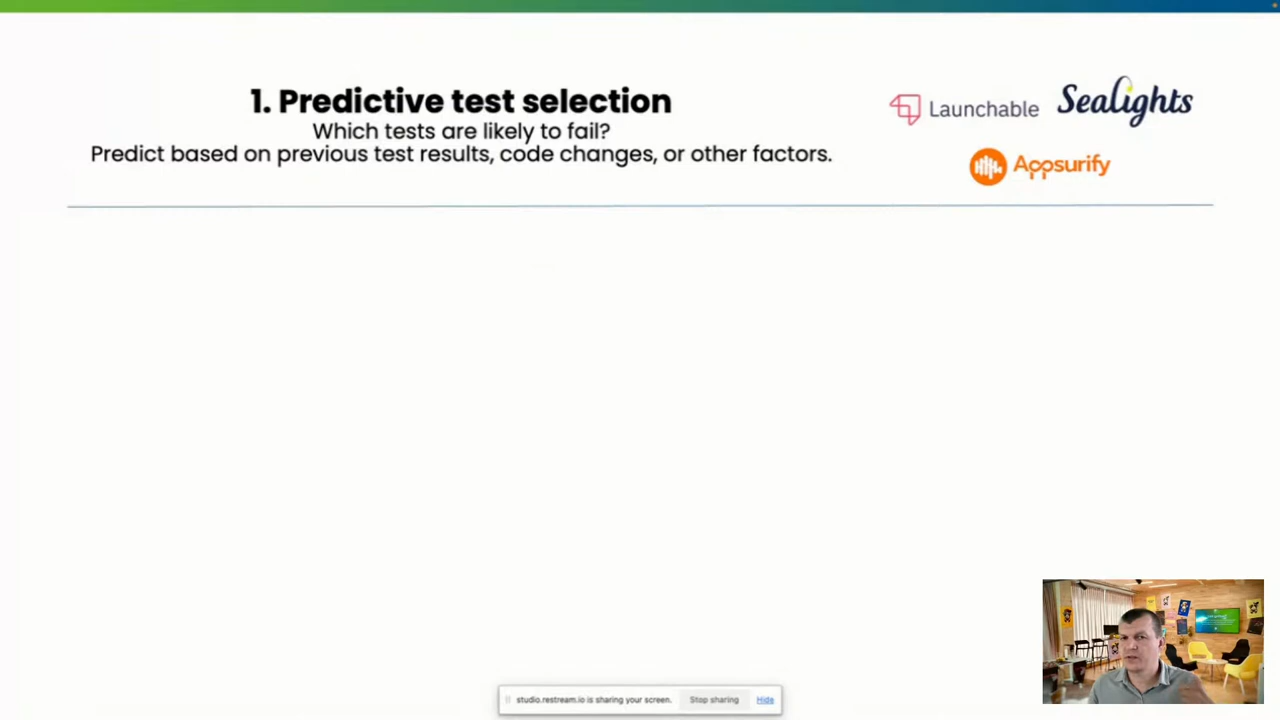 1. Predictive test selection
Which tests are likely to fail?
Predict based on previous test results, code changes, or other factors.
Launchable
SeaLights
Appsurify
studio.restream.io is sharing your screen.
Stop sharing
Hide